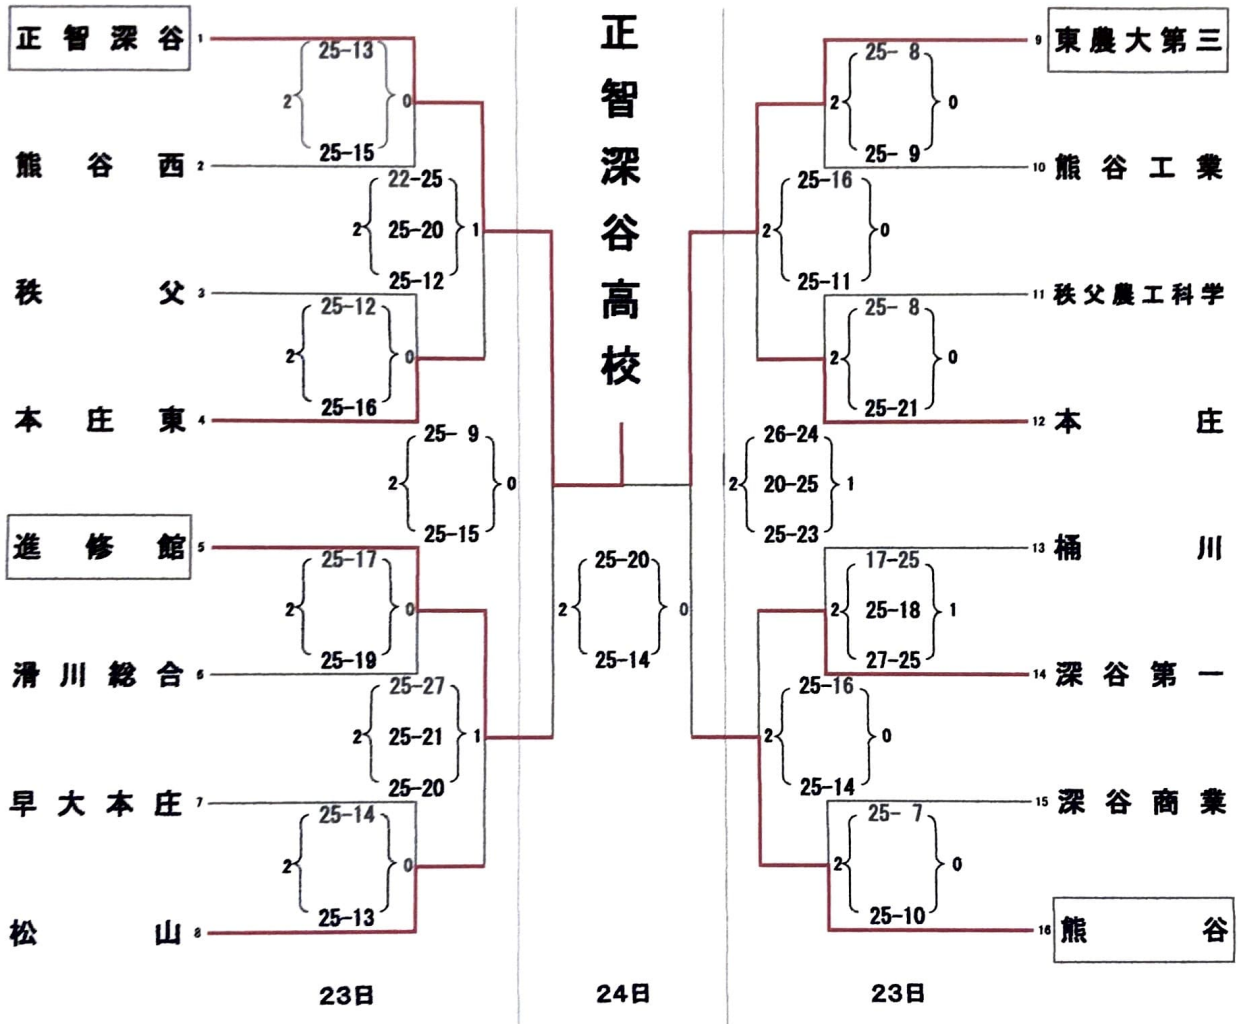 正智深谷高校
正智深谷 1
25-13
2 0
25-15
熊谷西 2
22-25
2 25-20 1
25-12
秩父 3
25-12
2 0
25-16
本庄東 4
25- 9
2 0
25-15
進修館 5
25-17
2 0
25-19
滑川総合 6
25-27
2 25-21 1
25-20
早大本庄 7
25-14
2 0
25-13
松山 8
25-20
2 0
25-14
9 東農大第三
25- 8
2 0
25- 9
10 熊谷工業
25-16
2 0
25-11
11 秩父農工科学
25- 8
2 0
25-21
12 本庄
26-24
2 20-25 1
25-23
13 桶川
17-25
2 25-18 1
27-25
14 深谷第一
25-16
2 0
25-14
15 深谷商業
25- 7
2 0
25-10
16 熊谷
23日 24日 23日